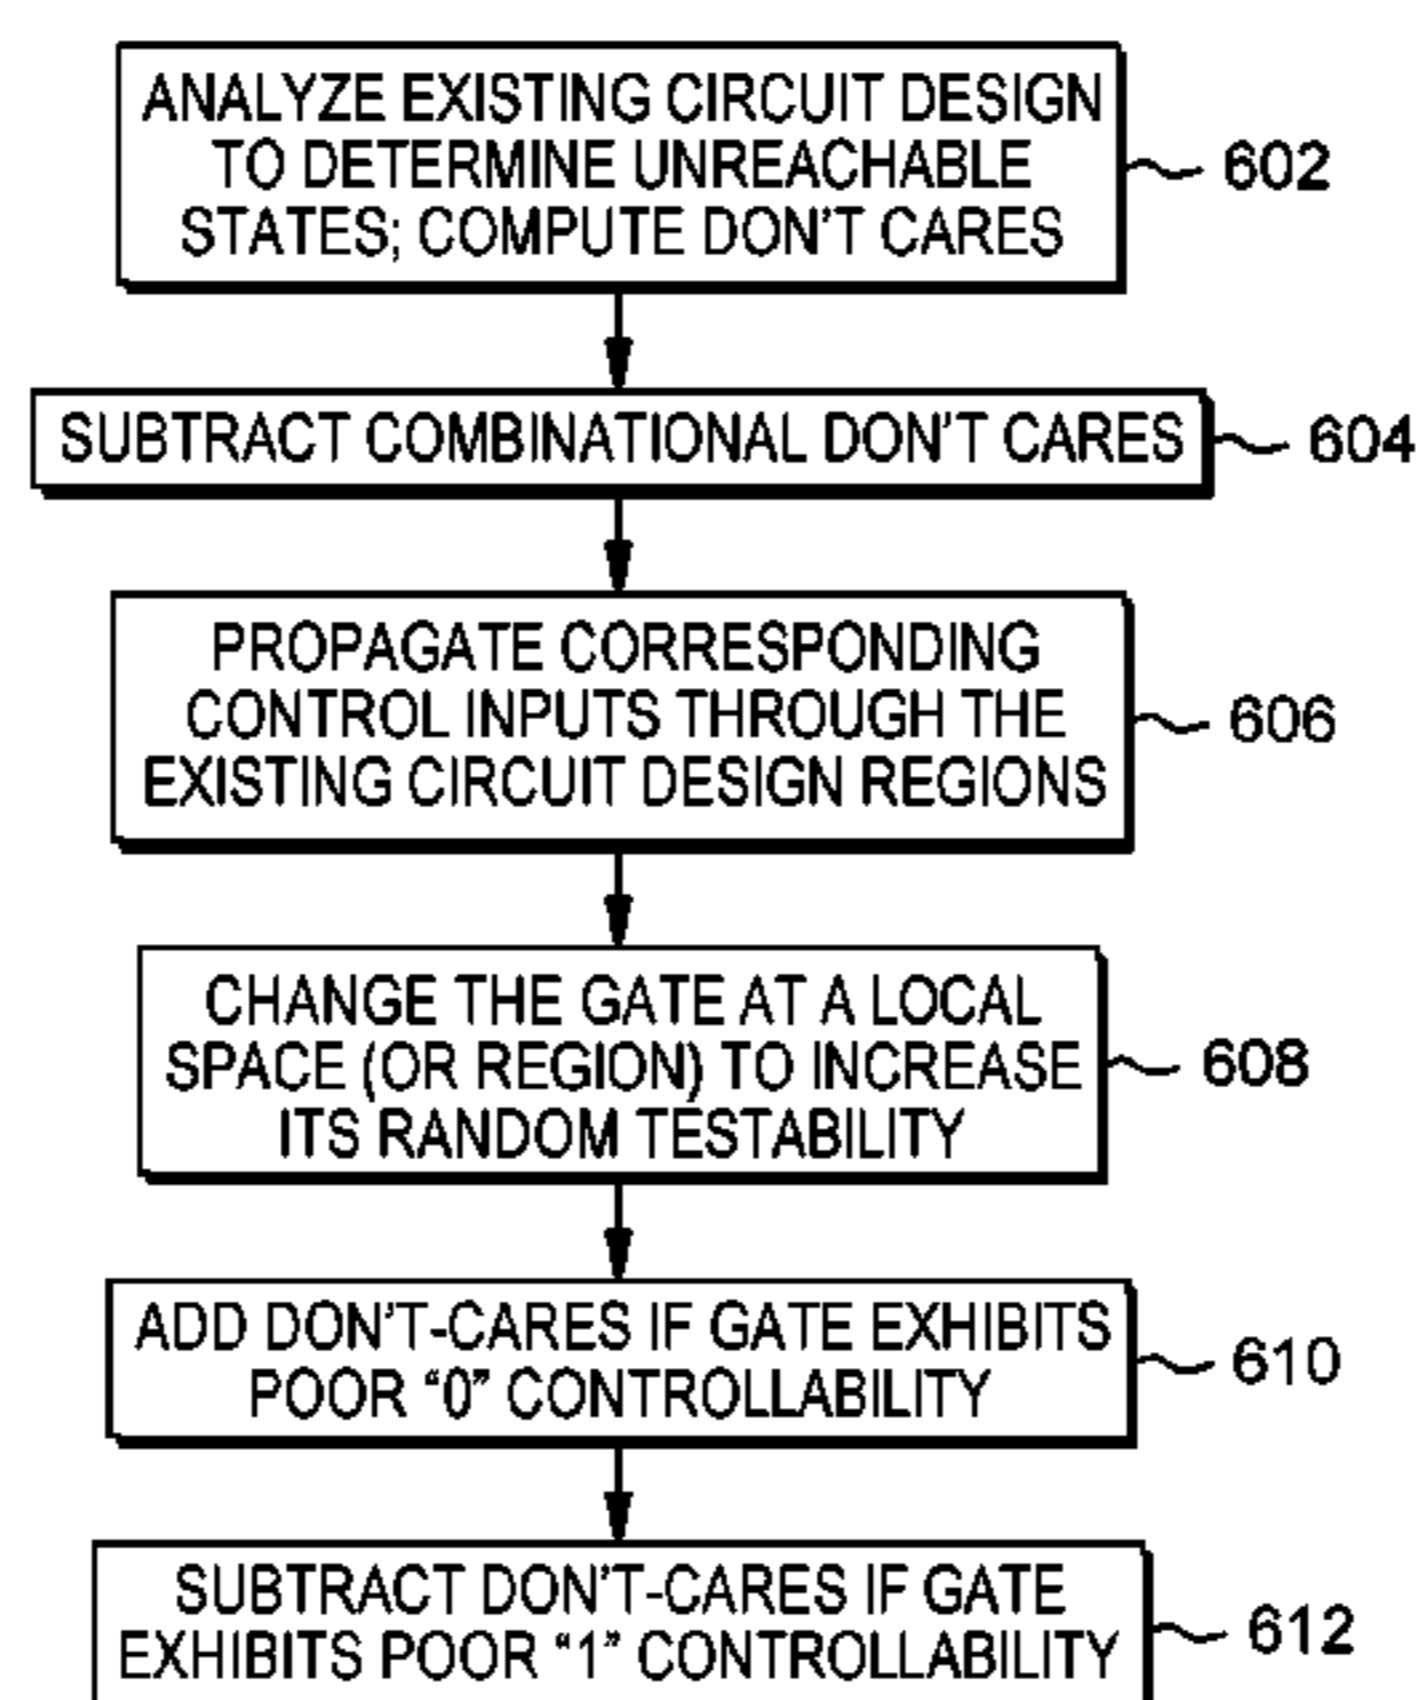 ANALYZE EXISTING CIRCUIT DESIGN
TO DETERMINE UNREACHABLE
STATES; COMPUTE DON'T CARES
602
SUBTRACT COMBINATIONAL DON'T CARES
604
PROPAGATE CORRESPONDING
CONTROL INPUTS THROUGH THE
EXISTING CIRCUIT DESIGN REGIONS
606
CHANGE THE GATE AT A LOCAL
SPACE (OR REGION) TO INCREASE
ITS RANDOM TESTABILITY
608
ADD DON'T-CARES IF GATE EXHIBITS
POOR “0” CONTROLLABILITY
610
SUBTRACT DON'T-CARES IF GATE
EXHIBITS POOR “1” CONTROLLABILITY
612